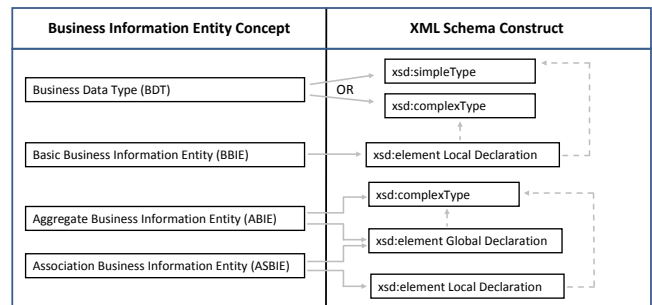 Business Information Entity Concept
XML Schema Construct
Business Data Type (BDT)
OR
xsd:simpleType
xsd:complexType
Basic Business Information Entity (BBIE)
xsd:element Local Declaration
Aggregate Business Information Entity (ABIE)
xsd:complexType
xsd:element Global Declaration
Association Business Information Entity (ASBIE)
xsd:element Local Declaration